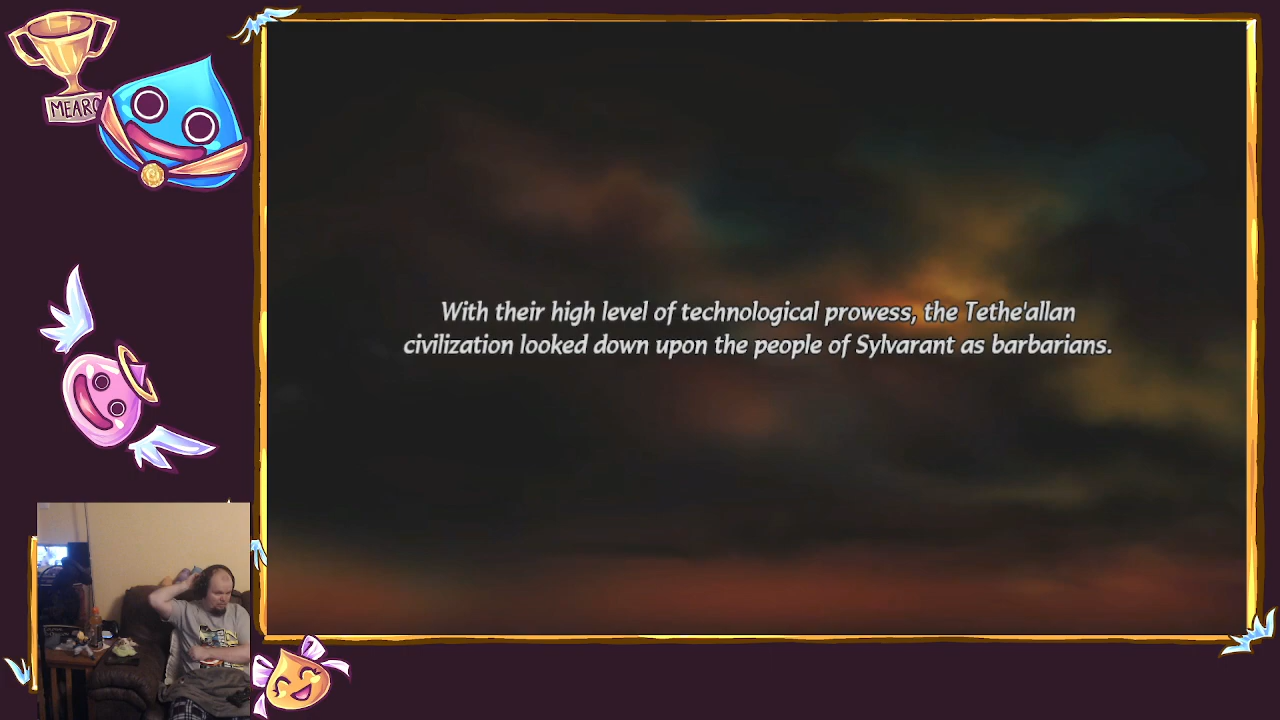 MEARC
With their high level of technological prowess, the Tethe'allan
civilization looked down upon the people of Sylvarant as barbarians.